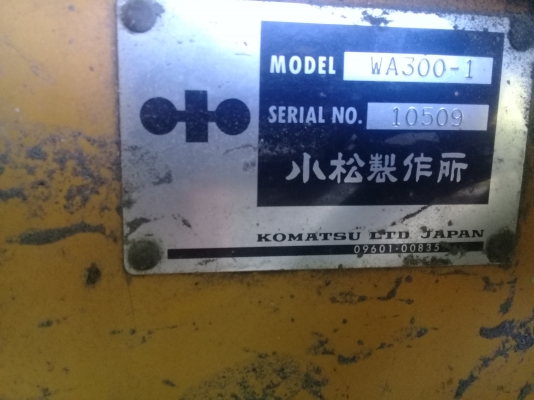 MODEL WA300-1
SERIAL NO. 10509
小松製作所
KOMATSU LTD JAPAN
09601-00835